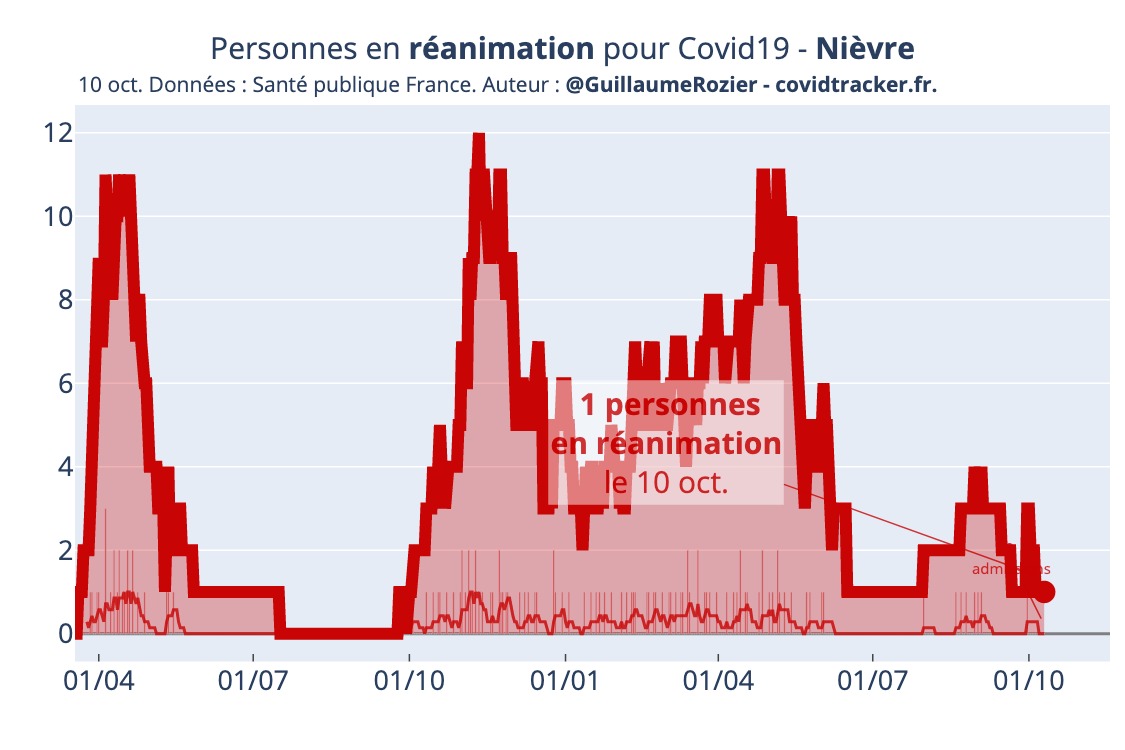 Personnes en réanimation pour Covid19 - Nièvre
10 oct. Données : Santé publique France. Auteur : @GuillaumeRozier - covidtracker.fr.
12
10
8
6
4
2
0
1 personnes
en réanimation
le 10 oct.
admissions
01/04
01/07
01/10
01/01
01/04
01/07
01/10